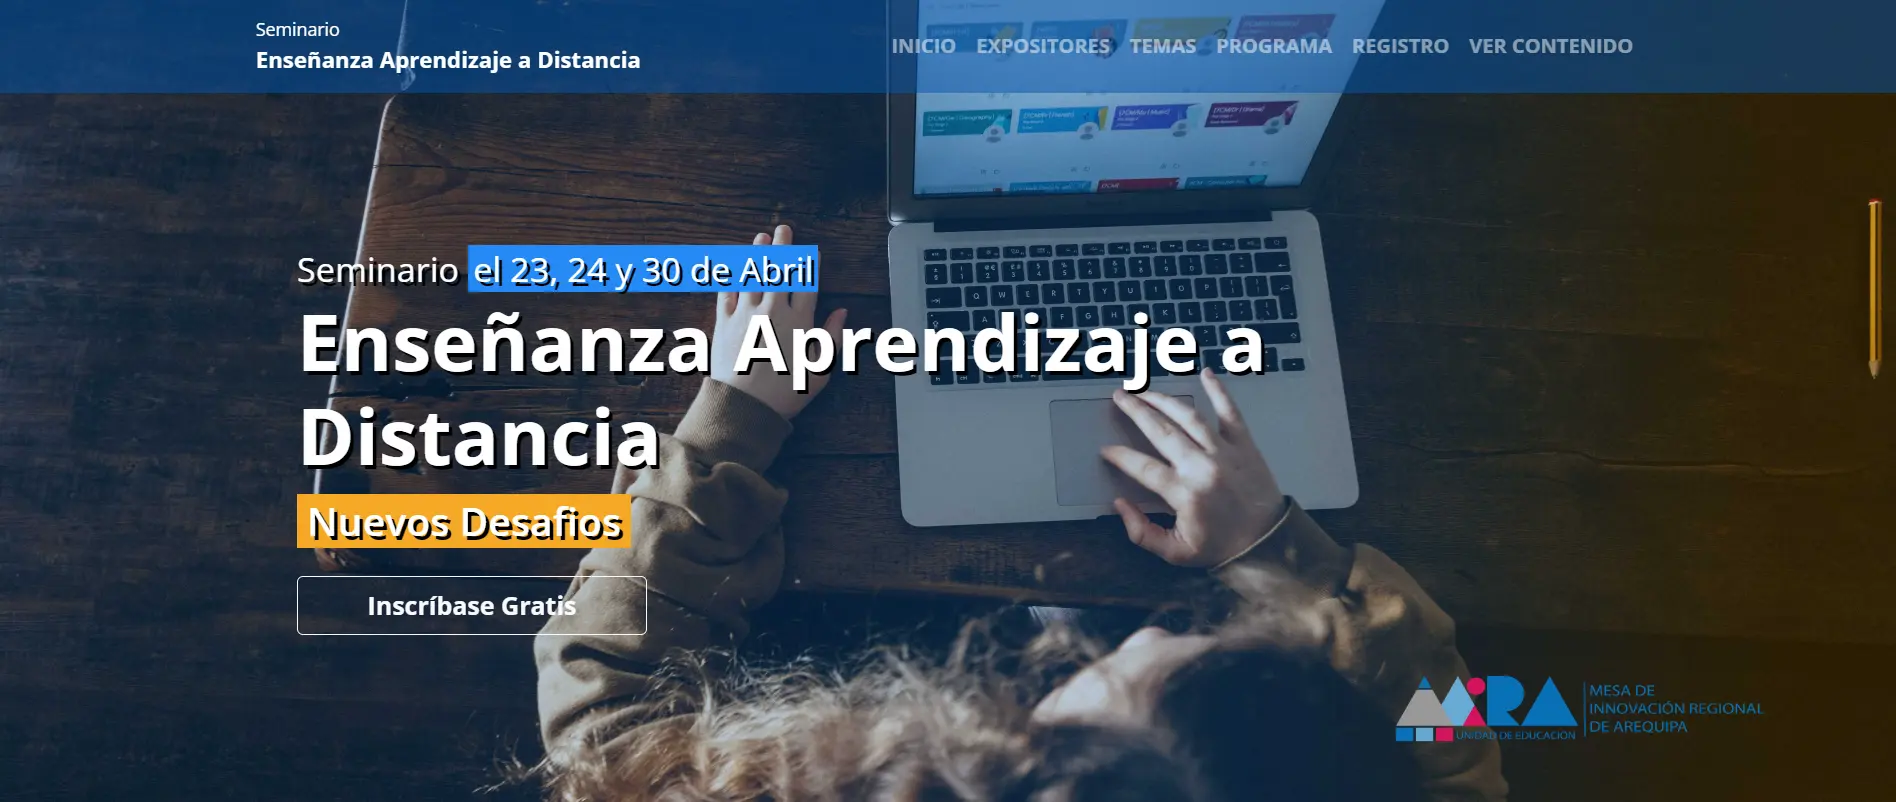 Seminario
Enseñanza Aprendizaje a Distancia
INICIO EXPOSITORES TEMAS PROGRAMA REGISTRO VER CONTENIDO
Seminario el 23, 24 y 30 de Abril
Enseñanza Aprendizaje a
Distancia
Nuevos Desafios
Inscríbase Gratis
MIRA
UNIDAD DE EDUCACIÓN
MESA DE
INNOVACIÓN REGIONAL
DE AREQUIPA